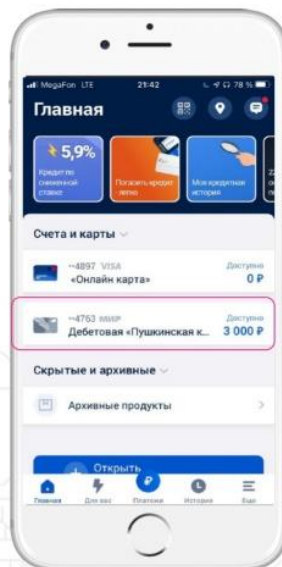 MegaFon LTE 21:42 78 %
Главная
5,9%
Кредит по
сниженной
ставке
Погасить кредит
легко
Моя кредитная
история
Счета и карты
··4897 VISA Доступно
«Онлайн карта» 0 ₽
··4763 МИР Доступно
Дебетовая «Пушкинская к... 3 000 ₽
Скрытые и архивные
Архивные продукты
Открыть
Главная Для вас Платежи История Еще